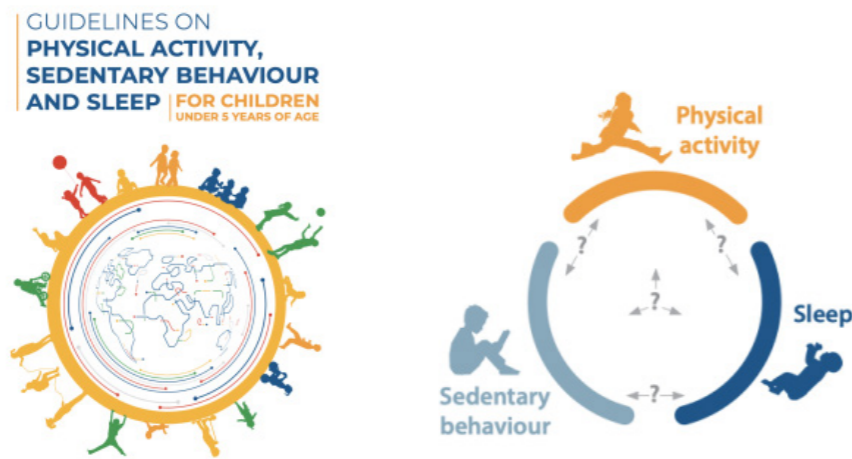 GUIDELINES ON
PHYSICAL ACTIVITY,
SEDENTARY BEHAVIOUR
AND SLEEP FOR CHILDREN
UNDER 5 YEARS OF AGE
Physical
activity
?
?
?
Sleep
Sedentary
behaviour
?